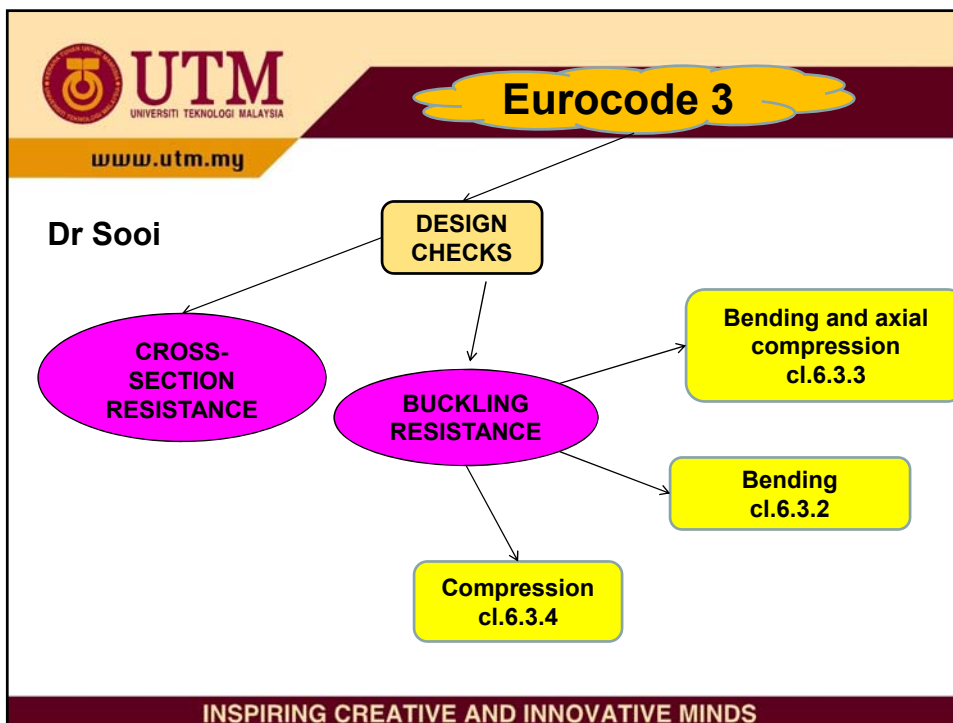 UTM
UNIVERSITI TEKNOLOGI MALAYSIA
www.utm.my
Eurocode 3
Dr Sooi
DESIGN
CHECKS
CROSS-
SECTION
RESISTANCE
BUCKLING
RESISTANCE
Bending and axial
compression
cl.6.3.3
Bending
cl.6.3.2
Compression
cl.6.3.4
INSPIRING CREATIVE AND INNOVATIVE MINDS